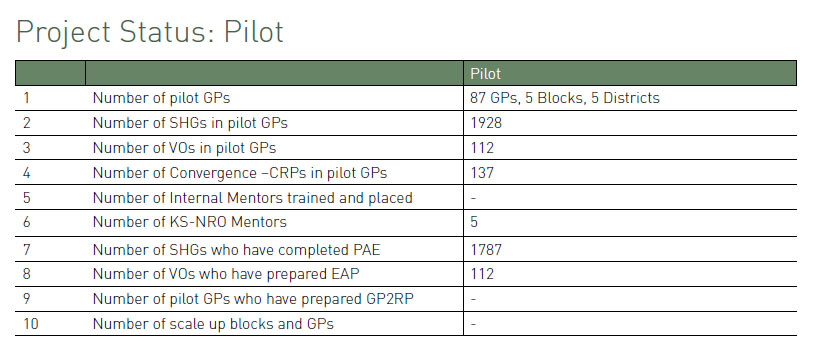 Project Status: Pilot
Pilot
1 Number of pilot GPs 87 GPs, 5 Blocks, 5 Districts
2 Number of SHGs in pilot GPs 1928
3 Number of VOs in pilot GPs 112
4 Number of Convergence –CRPs in pilot GPs 137
5 Number of Internal Mentors trained and placed -
6 Number of KS-NRO Mentors 5
7 Number of SHGs who have completed PAE 1787
8 Number of VOs who have prepared EAP 112
9 Number of pilot GPs who have prepared GP2RP -
10 Number of scale up blocks and GPs -